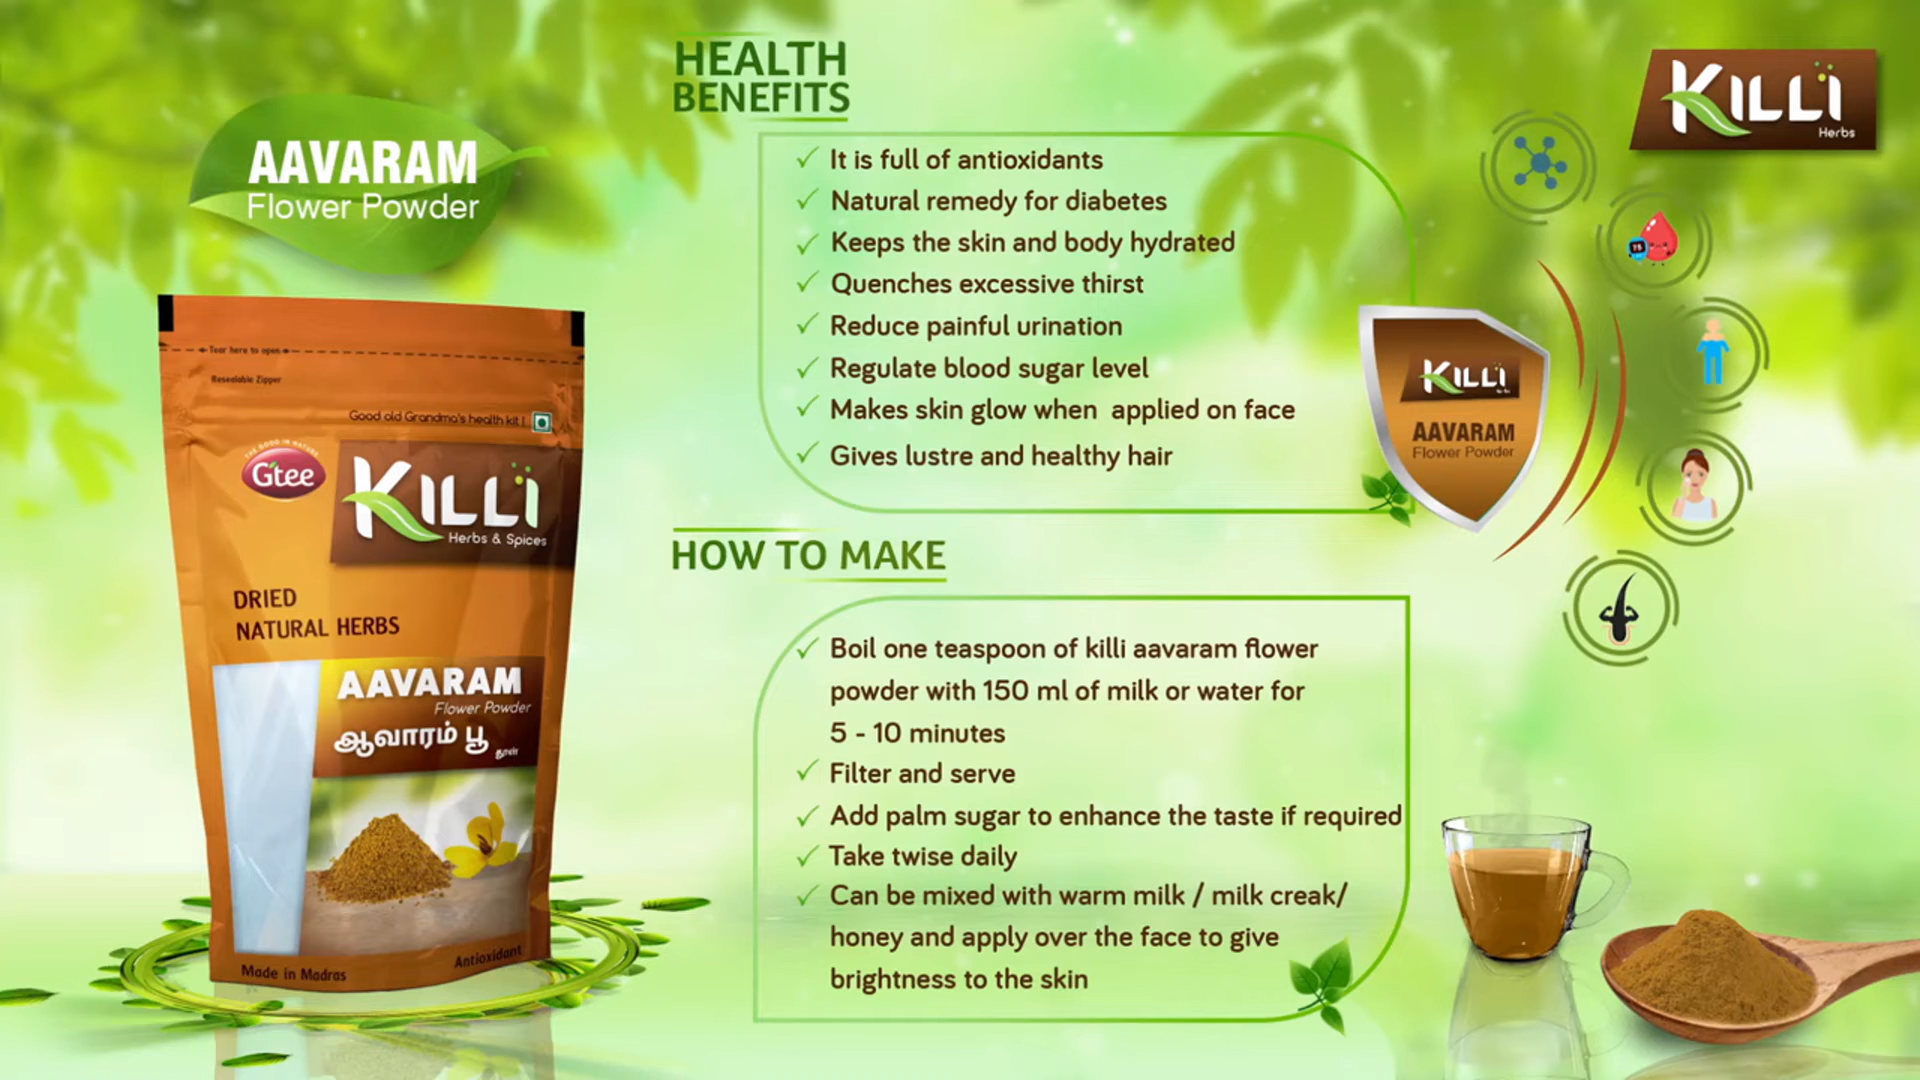 HEALTH
BENEFITS
KILLI
Herbs
AAVARAM
Flower Powder
It is full of antioxidants
Natural remedy for diabetes
Keeps the skin and body hydrated
Quenches excessive thirst
Reduce painful urination
Regulate blood sugar level
Makes skin glow when applied on face
Gives lustre and healthy hair
KILLI
AAVARAM
Flower Powder
Tear here to open
Reseelable Zipper
Good old Grandma's health kit !
THE GOOD IN NATURE
Gtee
KILLI
Herbs & Spices
DRIED
NATURAL HERBS
AAVARAM
Flower Powder
ஆவாரம் பூ
தூள்
Made in Madras
Antioxidant
HOW TO MAKE
Boil one teaspoon of killi aavaram flower
powder with 150 ml of milk or water for
5 - 10 minutes
Filter and serve
Add palm sugar to enhance the taste if required
Take twise daily
Can be mixed with warm milk / milk creak/
honey and apply over the face to give
brightness to the skin